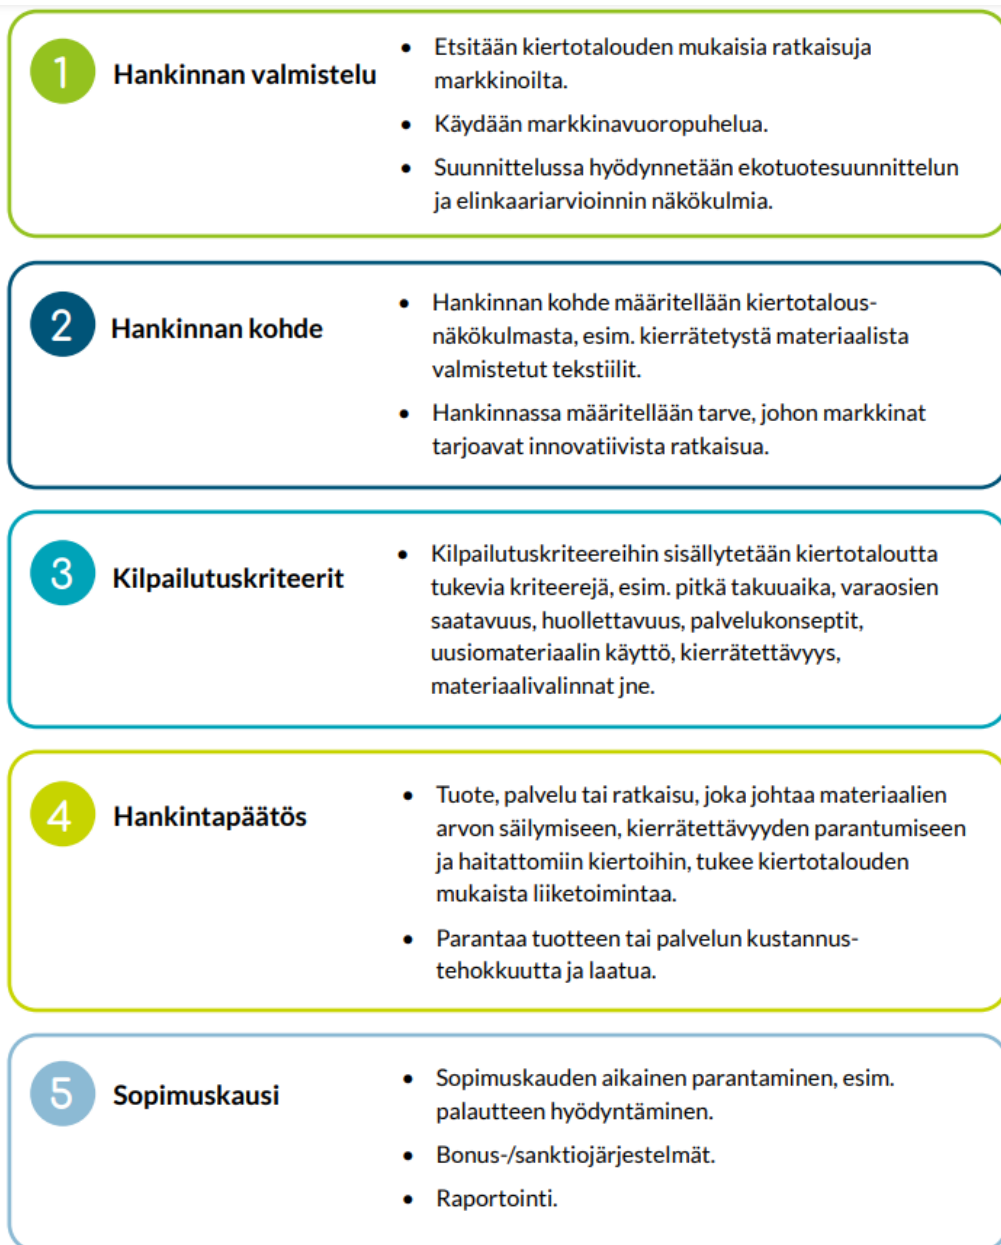 1
Hankinnan valmistelu
• Etsitään kiertotalouden mukaisia ratkaisuja
markkinoilta.
• Käydään markkinavuoropuhelua.
• Suunnittelussa hyödynnetään ekotuotesuunnittelun
ja elinkaariarvioinnin näkökulmia.
2
Hankinnan kohde
• Hankinnan kohde määritellään kiertotalous-
näkökulmasta, esim. kierrätetystä materiaalista
valmistetut tekstiilit.
• Hankinnassa määritellään tarve, johon markkinat
tarjoavat innovatiivista ratkaisua.
3
Kilpailutuskriteerit
• Kilpailutuskriteereihin sisällytetään kiertotaloutta
tukevia kriteerejä, esim. pitkä takuuaika, varaosien
saatavuus, huollettavuus, palvelukonseptit,
uusiomateriaalin käyttö, kierrätettävyys,
materiaalivalinnat jne.
4
Hankintapäätös
• Tuote, palvelu tai ratkaisu, joka johtaa materiaalien
arvon säilymiseen, kierrätettävyyden parantumiseen
ja haitattomiin kiertoihin, tukee kiertotalouden
mukaista liiketoimintaa.
• Parantaa tuotteen tai palvelun kustannus-
tehokkuutta ja laatua.
5
Sopimuskausi
• Sopimuskauden aikainen parantaminen, esim.
palautteen hyödyntäminen.
• Bonus-/sanktiojärjestelmät.
• Raportointi.